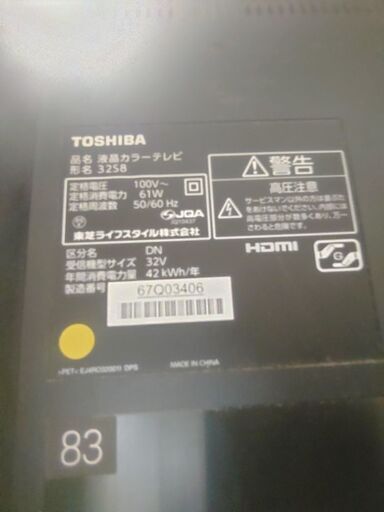 TOSHIBA
品名 液晶カラーテレビ
形名 32S8
定格電圧 100V～
定格消費電力 61W
定格周波数 50/60 Hz
JQA
東芝ライフスタイル株式会社
警告
高圧注意
サービスマン以外の方は裏ぶたをあけないでください。内部には高電圧部分が数多くあり、万一さわると危険です。
区分名 DN
受信機型サイズ 32V
年間消費電力量 42 kWh/年
製造番号 67Q03406
HDMI
G
MADE IN CHINA
83